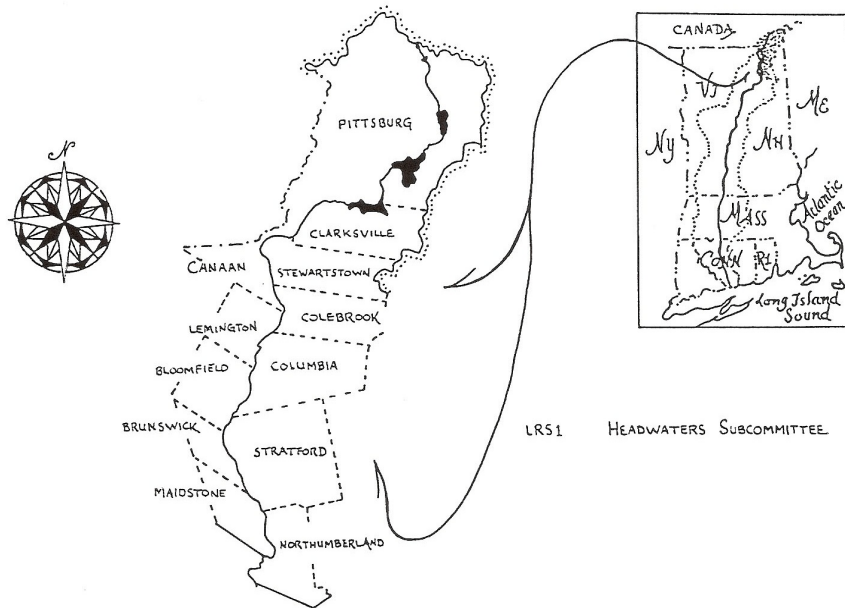 N
PITTSBURG
CLARKSVILLE
CANAAN
STEWARTSTOWN
LEMINGTON
COLEBROOK
BLOOMFIELD
COLUMBIA
BRUNSWICK
STRATFORD
MAIDSTONE
NORTHUMBERLAND
CANADA
VT
ME
NY
NH
MASS
Atlantic
Ocean
CONN
RI
Long Island
Sound
LRS1 HEADWATERS SUBCOMMITTEE